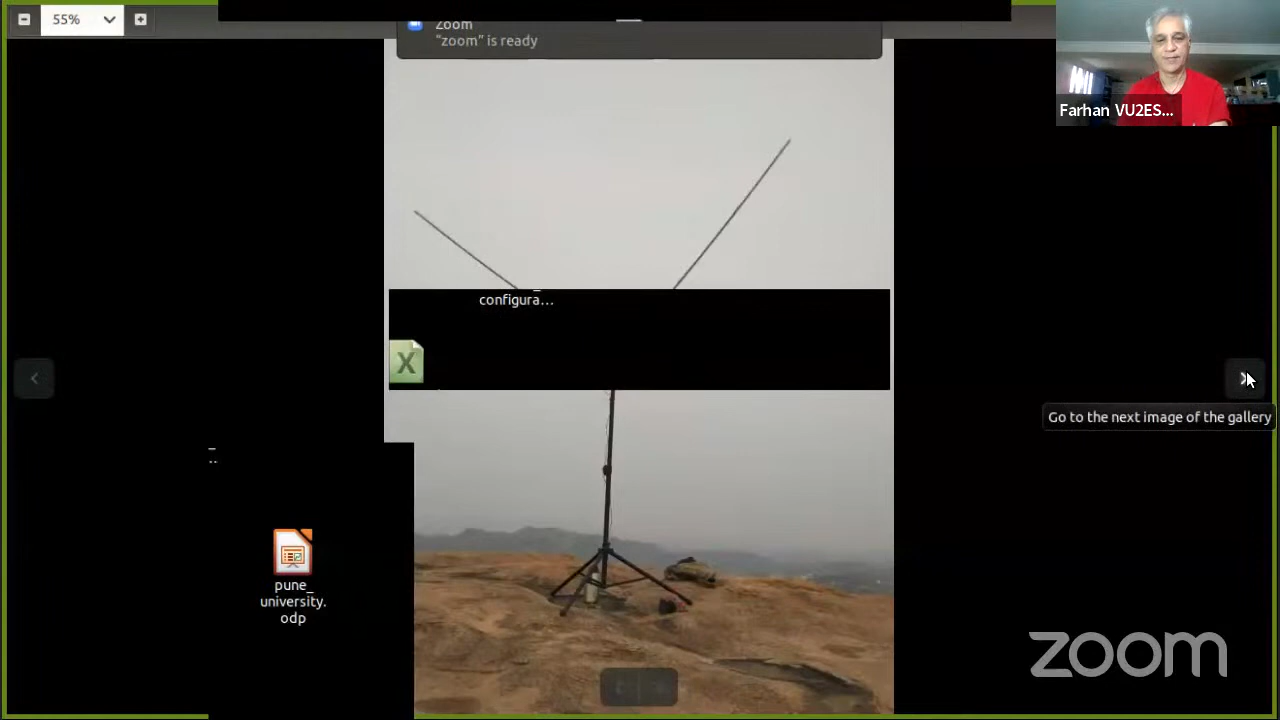 55%
Zoom
“zoom” is ready
Farhan VU2ES...
configura...
X
Go to the next image of the gallery
pune_
university.
odp
zoom